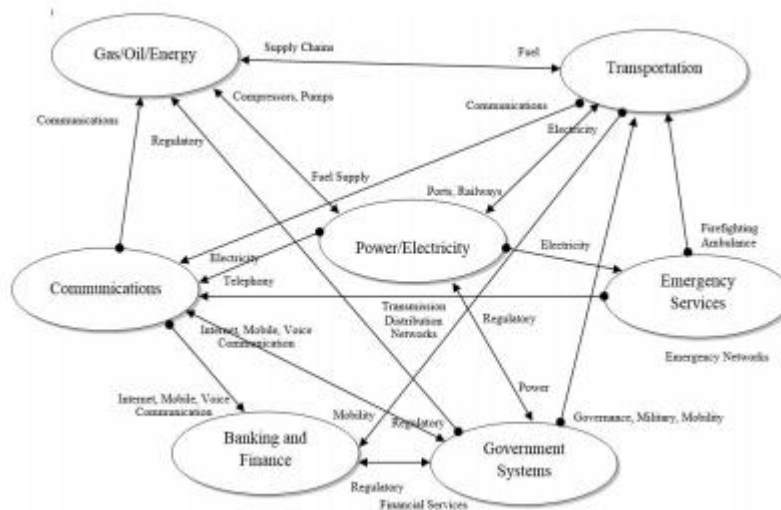 Supply Chains
Fuel
Gas/Oil/Energy
Transportation
Compressors, Pumps
Communications
Communications
Regulatory
Electricity
Fuel Supply
Ports, Railways
Firefighting
Ambulance
Power/Electricity
Electricity
Electricity
Telephony
Communications
Emergency
Services
Transmission
Distribution
Networks
Regulatory
Internet, Mobile, Voice
Communication
Emergency Networks
Power
Internet, Mobile, Voice
Communication
Mobility
Regulatory
Governance, Military, Mobility
Banking and
Finance
Government
Systems
Regulatory
Financial Services